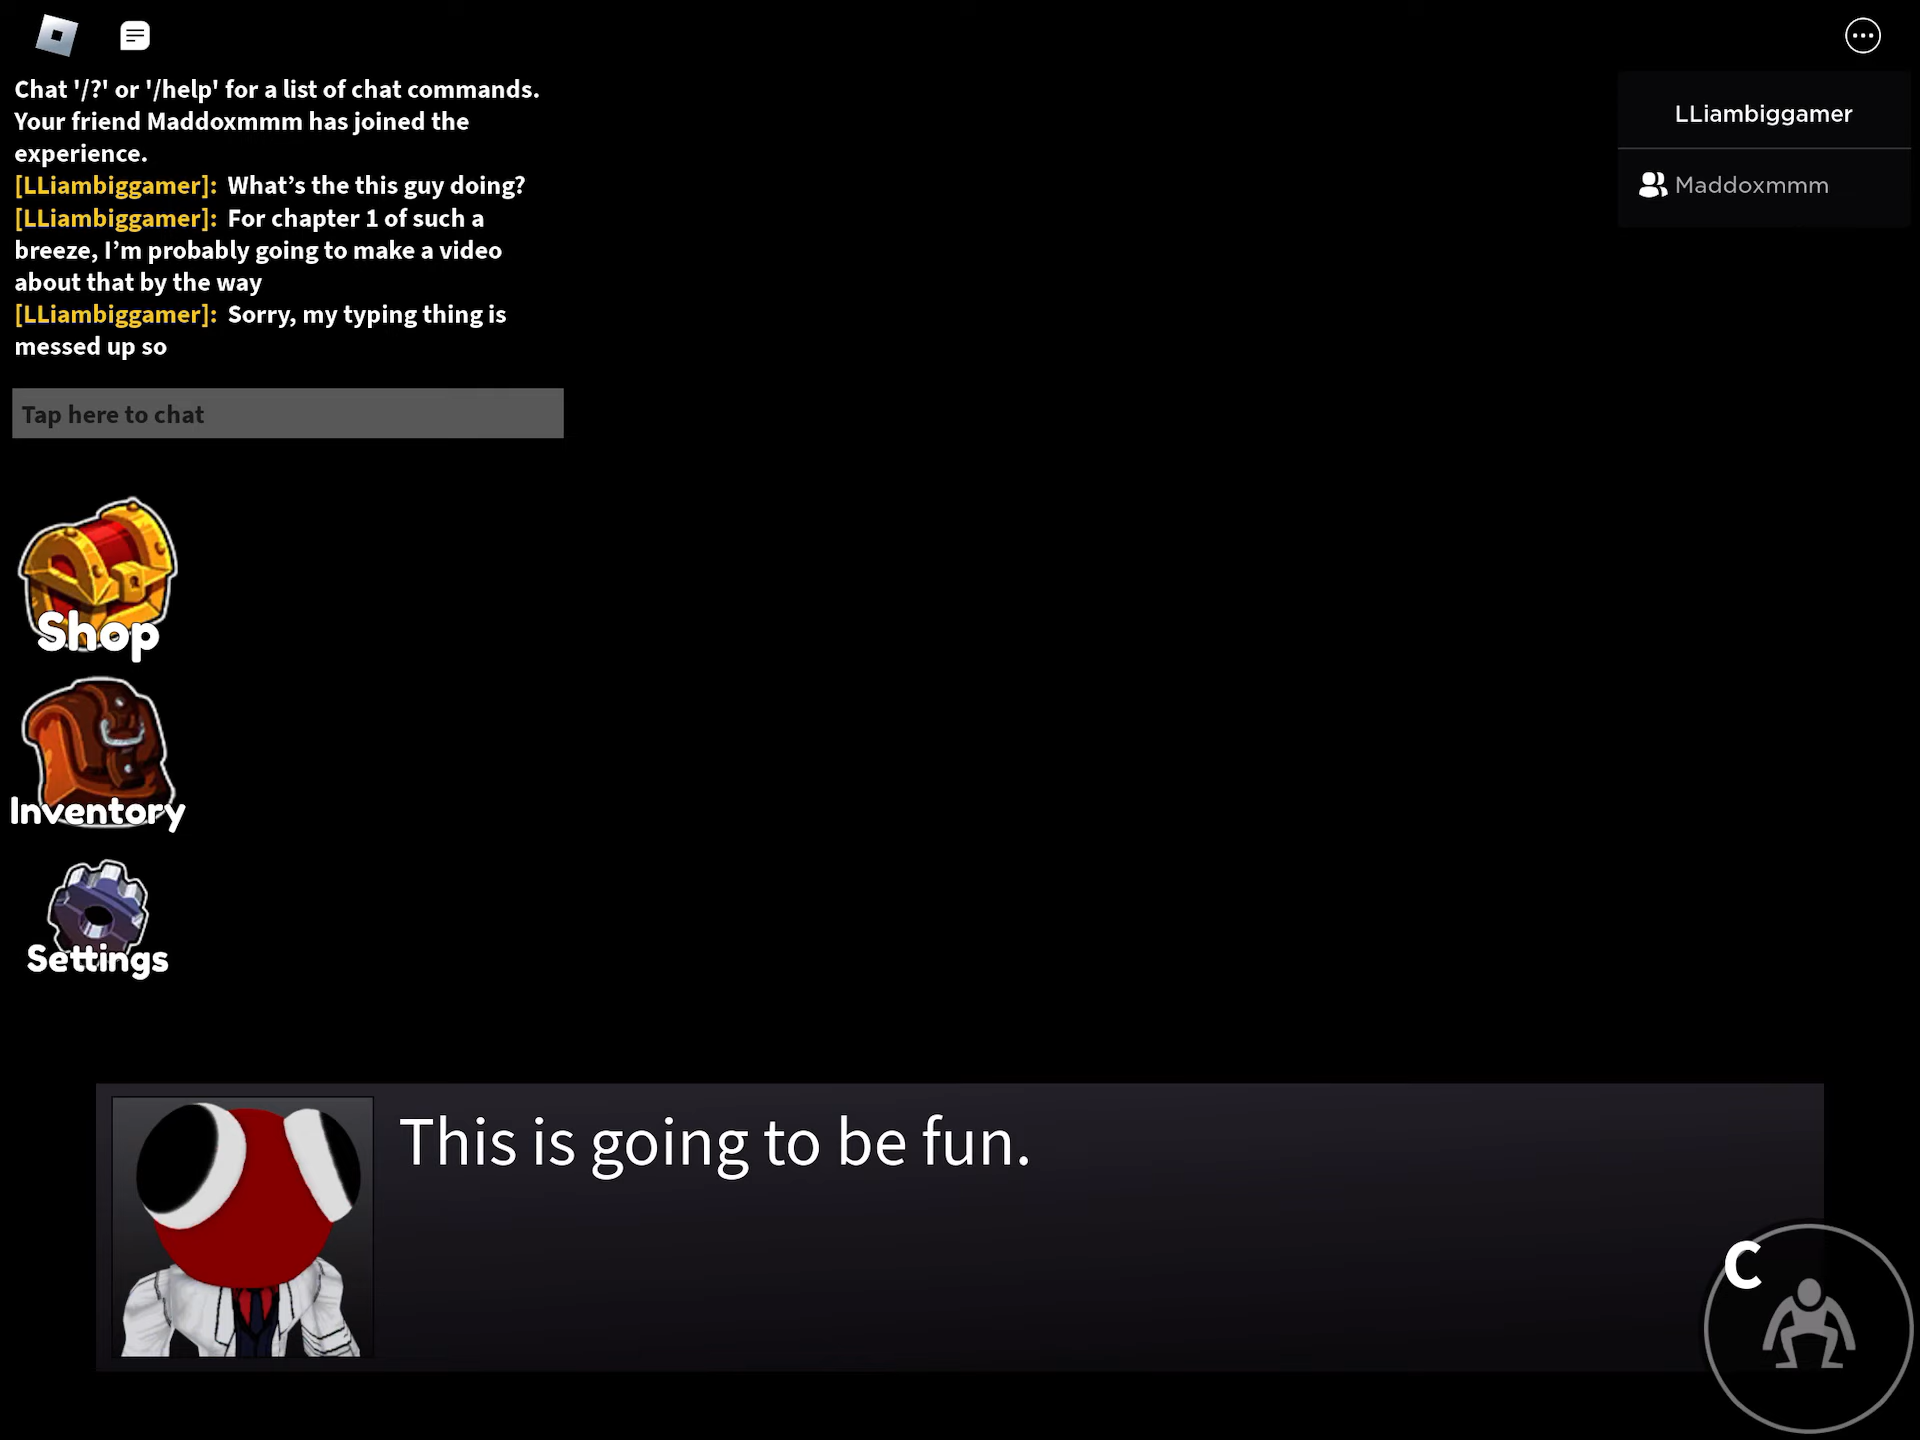 Chat '/?' or '/help' for a list of chat commands.
Your friend Maddoxmmm has joined the
experience.
[LLiambiggamer]: What’s the this guy doing?
[LLiambiggamer]: For chapter 1 of such a
breeze, I’m probably going to make a video
about that by the way
[LLiambiggamer]: Sorry, my typing thing is
messed up so
Tap here to chat
LLiambiggamer
Maddoxmmm
Shop
Inventory
Settings
This is going to be fun.
C